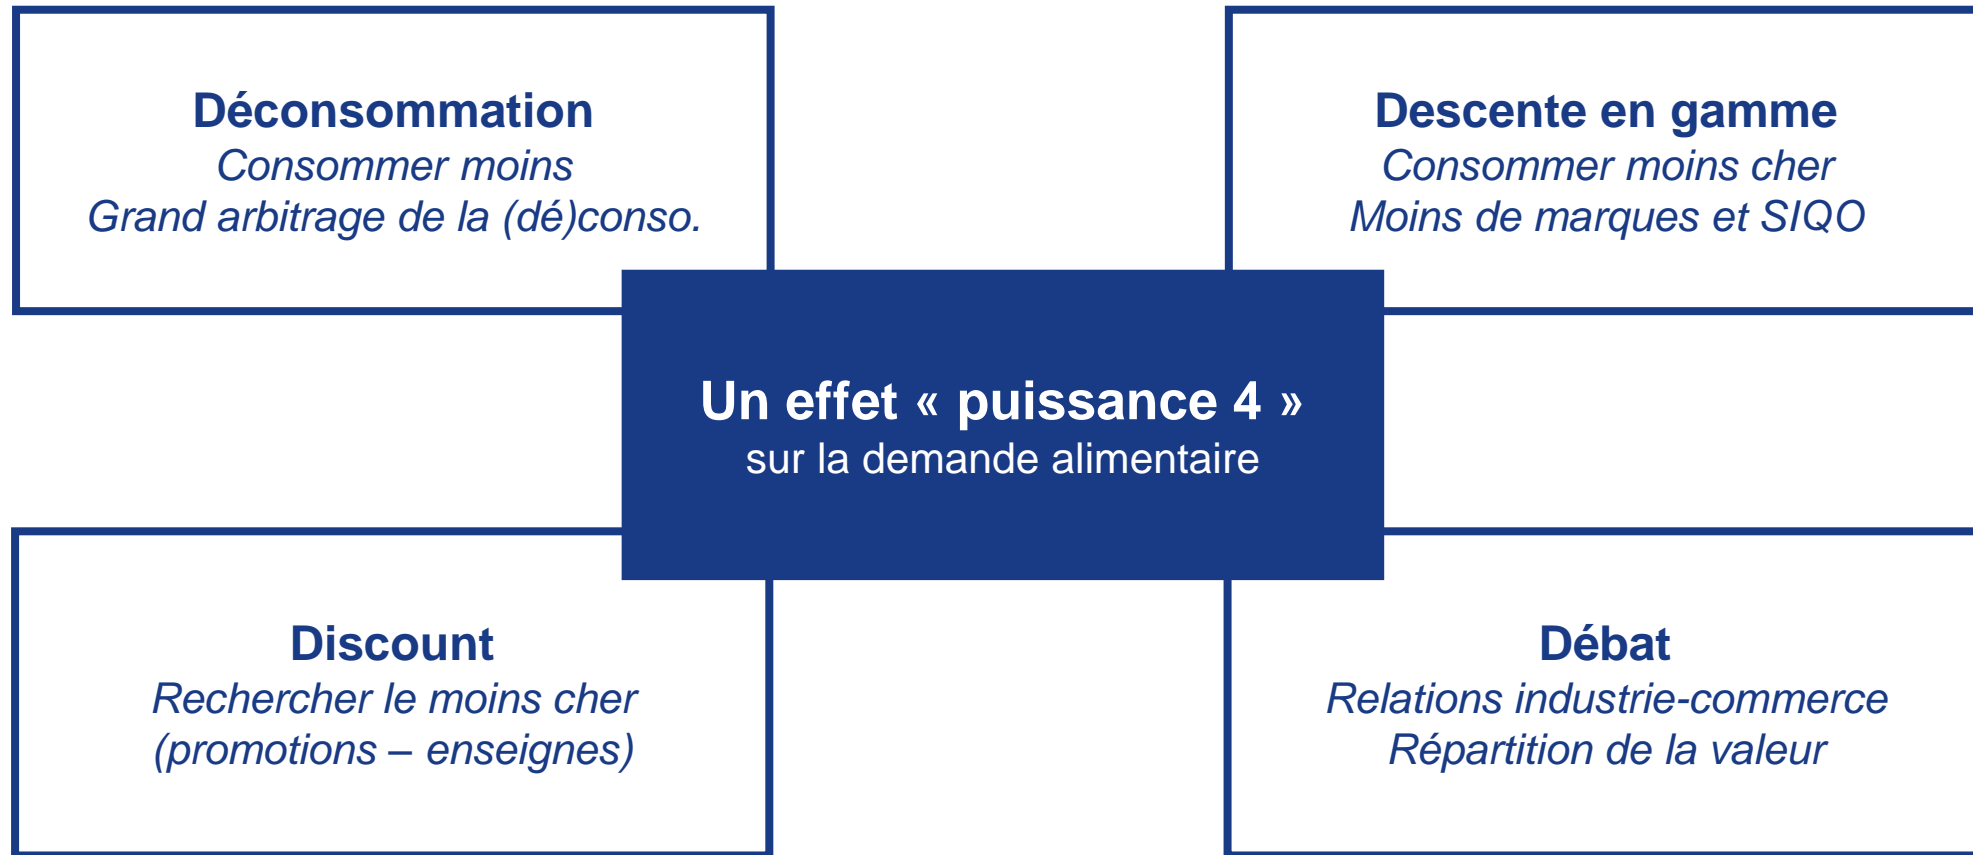 Déconsommation
Consommer moins
Grand arbitrage de la (dé)conso.
Descente en gamme
Consommer moins cher
Moins de marques et SIQO
Un effet « puissance 4 »
sur la demande alimentaire
Discount
Rechercher le moins cher
(promotions – enseignes)
Débat
Relations industrie-commerce
Répartition de la valeur